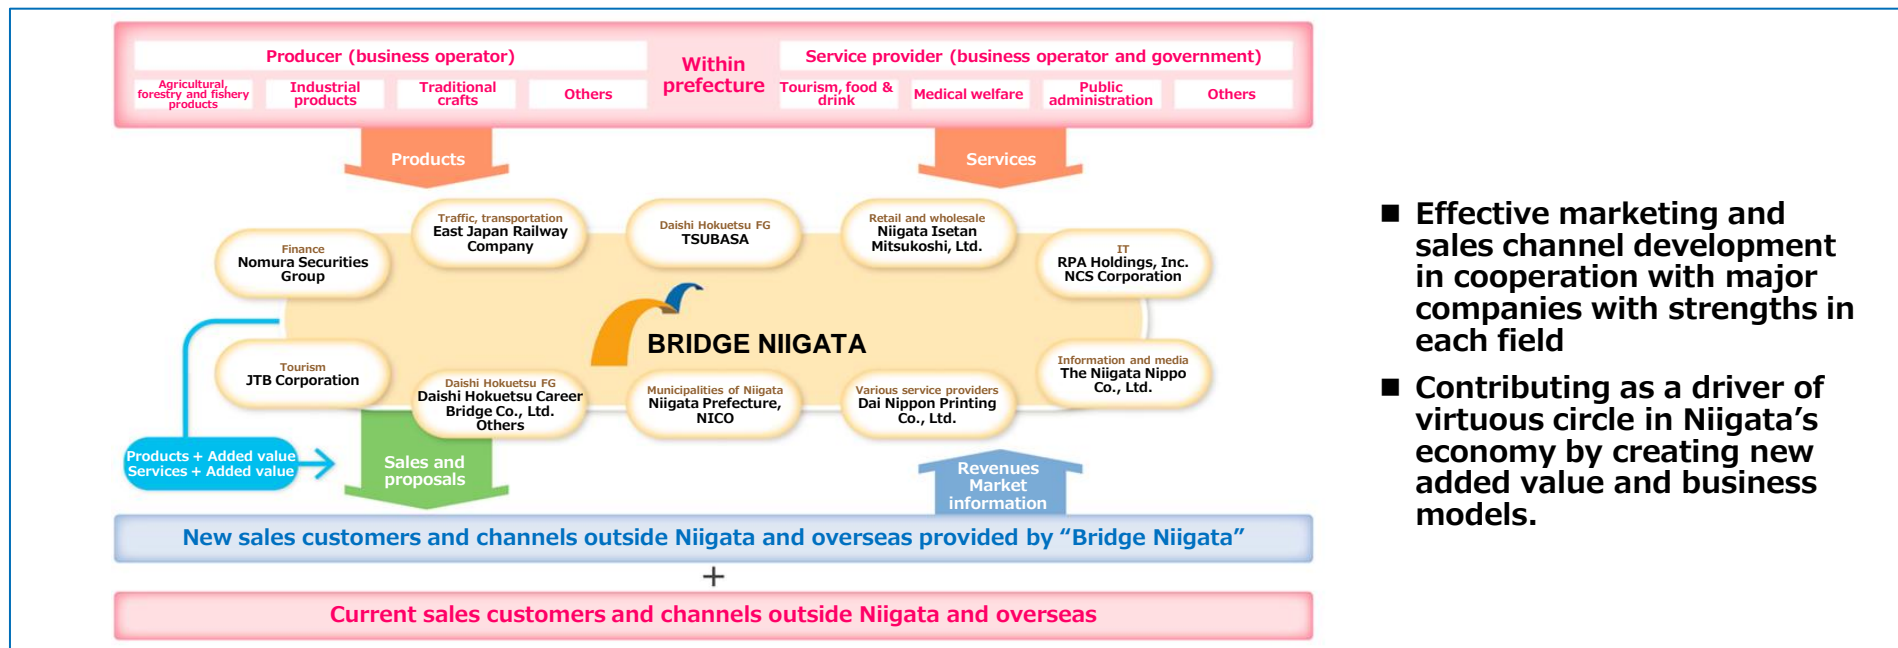 Producer (business operator)
Agricultural,
forestry and fishery
products
Industrial
products
Traditional
crafts
Others
Within
prefecture
Service provider (business operator and government)
Tourism, food &
drink
Medical welfare
Public
administration
Others
Products
Services
Finance
Nomura Securities
Group
Traffic, transportation
East Japan Railway
Company
Daishi Hokuetsu FG
TSUBASA
Retail and wholesale
Niigata Isetan
Mitsukoshi, Ltd.
IT
RPA Holdings, Inc.
NCS Corporation
BRIDGE NIIGATA
Tourism
JTB Corporation
Daishi Hokuetsu FG
Daishi Hokuetsu Career
Bridge Co., Ltd.
Others
Municipalities of Niigata
Niigata Prefecture,
NICO
Various service providers
Dai Nippon Printing
Co., Ltd.
Information and media
The Niigata Nippo
Co., Ltd.
Products + Added value
Services + Added value
Sales and
proposals
Revenues
Market
information
New sales customers and channels outside Niigata and overseas provided by “Bridge Niigata”
+
Current sales customers and channels outside Niigata and overseas
■ Effective marketing and
sales channel development
in cooperation with major
companies with strengths in
each field
■ Contributing as a driver of
virtuous circle in Niigata’s
economy by creating new
added value and business
models.